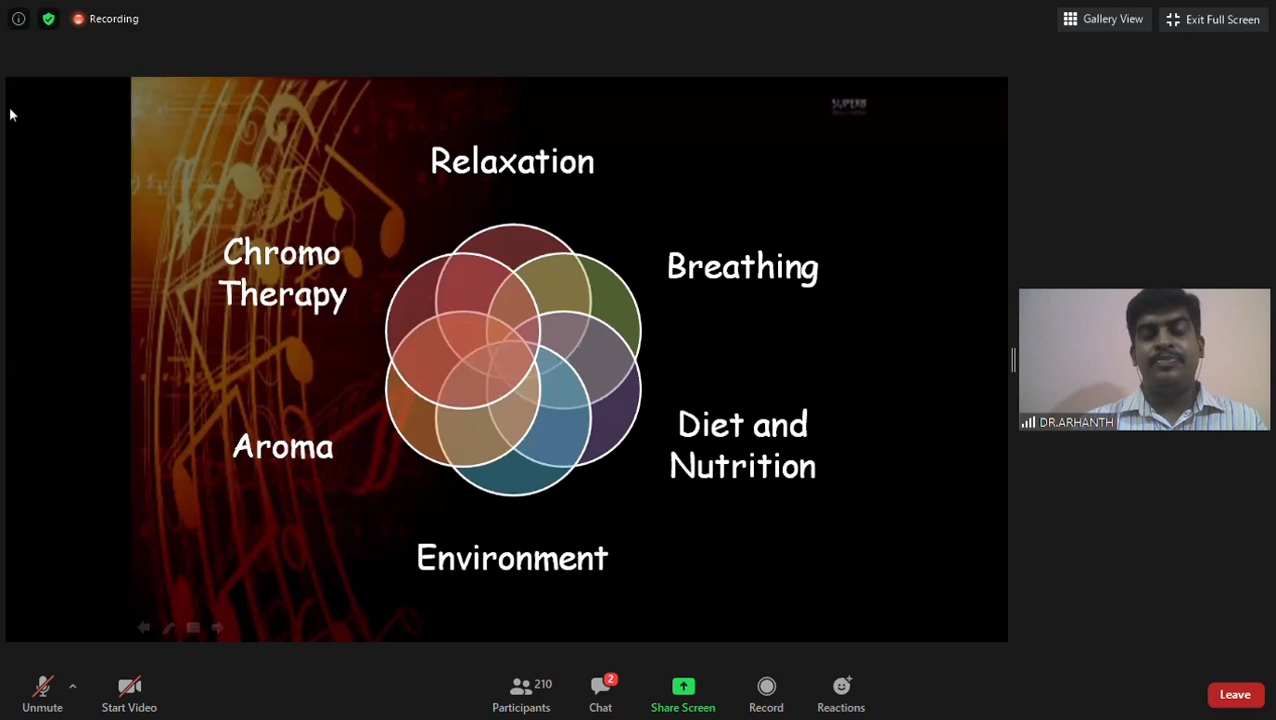 Recording
Gallery View
Exit Full Screen
SUPERB
Relaxation
Chromo
Therapy
Breathing
Aroma
Diet and
Nutrition
Environment
DR.ARHANTH
Unmute
Start Video
210
Participants
2
Chat
Share Screen
Record
Reactions
Leave